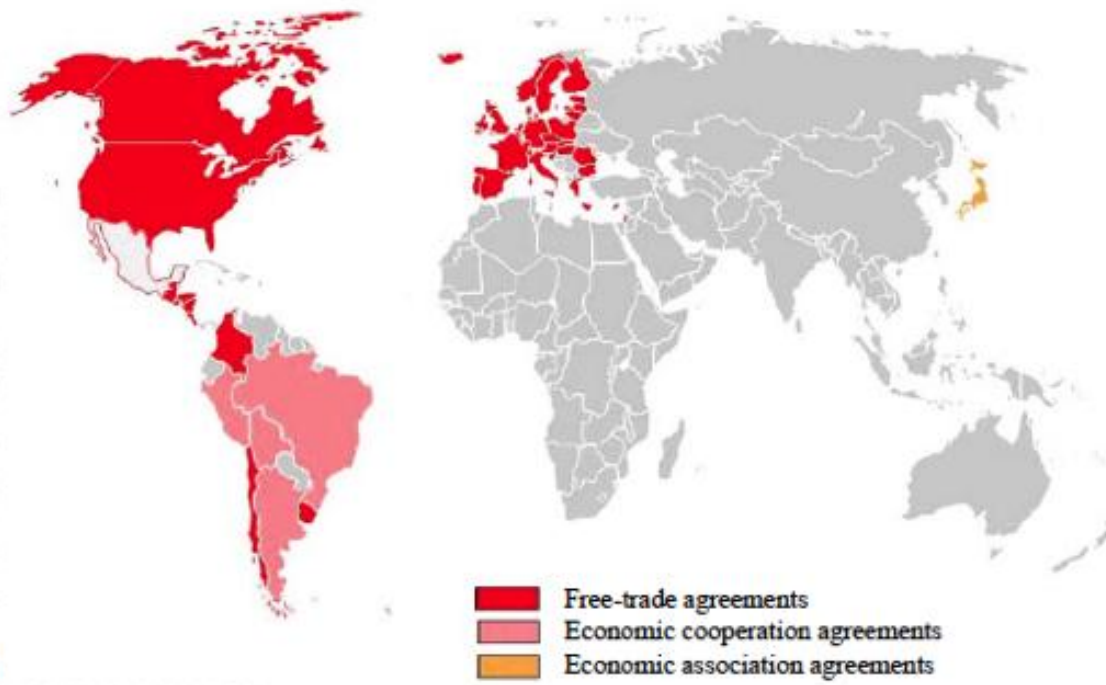 Free-trade agreements
Economic cooperation agreements
Economic association agreements